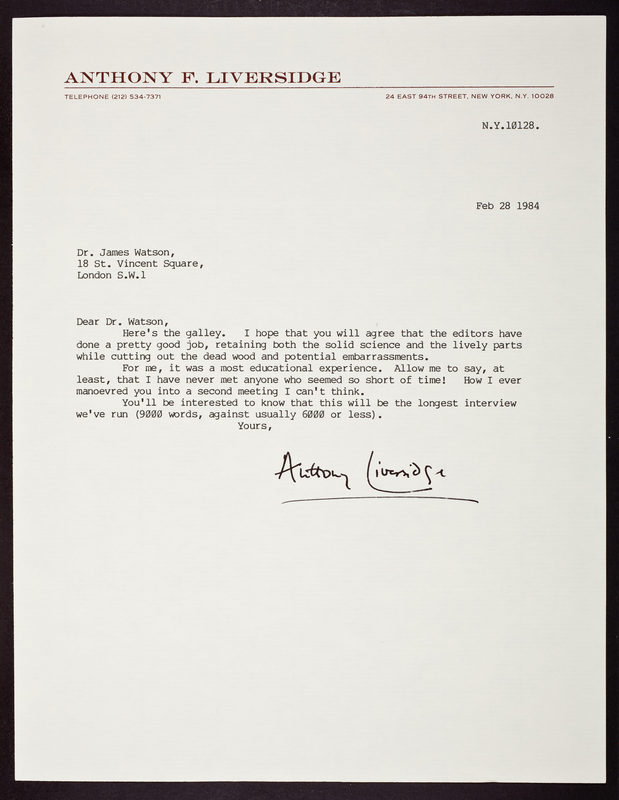 ANTHONY F. LIVERSIDGE
TELEPHONE (212) 534-7371 24 EAST 94TH STREET, NEW YORK, N.Y. 10028
N.Y.10128.
Feb 28 1984
Dr. James Watson,
18 St. Vincent Square,
London S.W.1
Dear Dr. Watson,
Here's the galley. I hope that you will agree that the editors have
done a pretty good job, retaining both the solid science and the lively parts
while cutting out the dead wood and potential embarrassments.
For me, it was a most educational experience. Allow me to say, at
least, that I have never met anyone who seemed so short of time! How I ever
manoevred you into a second meeting I can't think.
You'll be interested to know that this will be the longest interview
we've run (9000 words, against usually 6000 or less).
Yours,
Anthony Liversidge